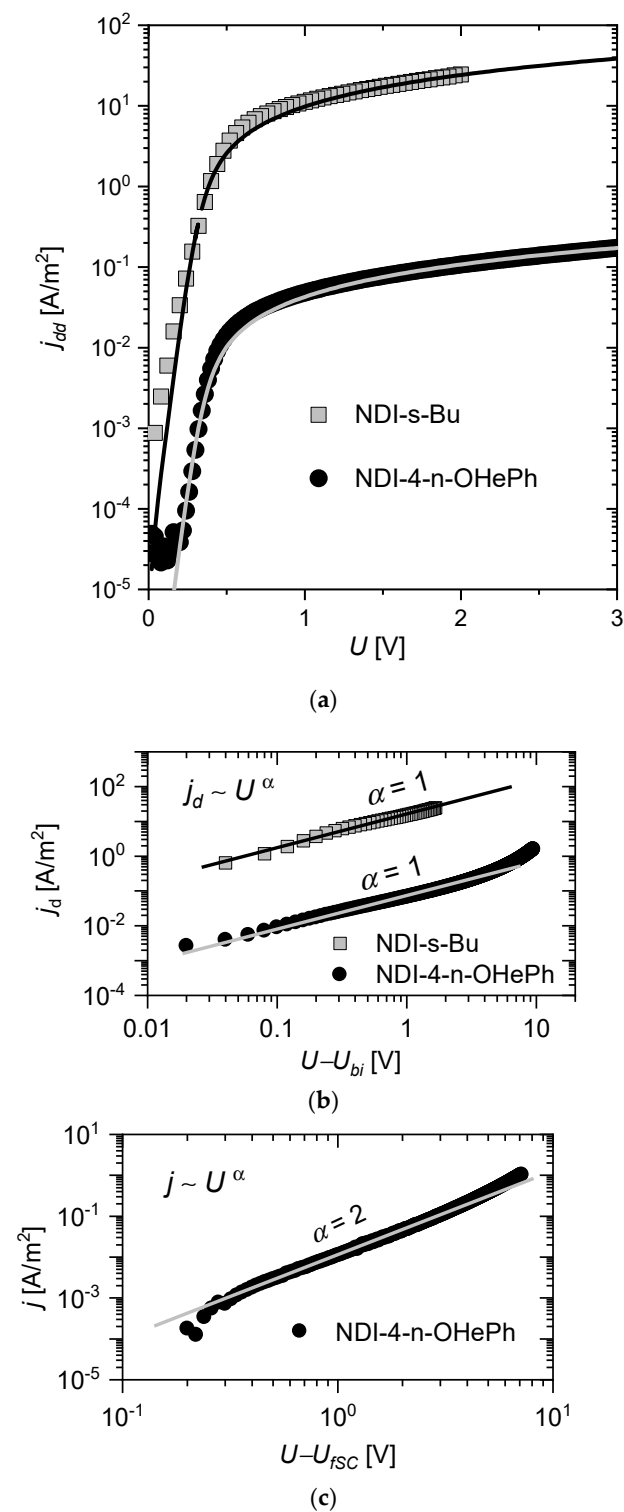 10²
10¹
10⁰
10⁻¹
10⁻²
10⁻³
10⁻⁴
10⁻⁵
j_dd [A/m²]
NDI-s-Bu
NDI-4-n-OHePh
0 1 2 3
U [V]
(a)
10²
10⁰
10⁻²
10⁻⁴
j_d [A/m²]
j_d ~ U^α
α = 1
α = 1
NDI-s-Bu
NDI-4-n-OHePh
0.01 0.1 1 10
U–U_bi [V]
(b)
10¹
10⁻¹
10⁻³
10⁻⁵
j [A/m²]
j ~ U^α
α = 2
NDI-4-n-OHePh
10⁻¹ 10⁰ 10¹
U–U_fSC [V]
(c)